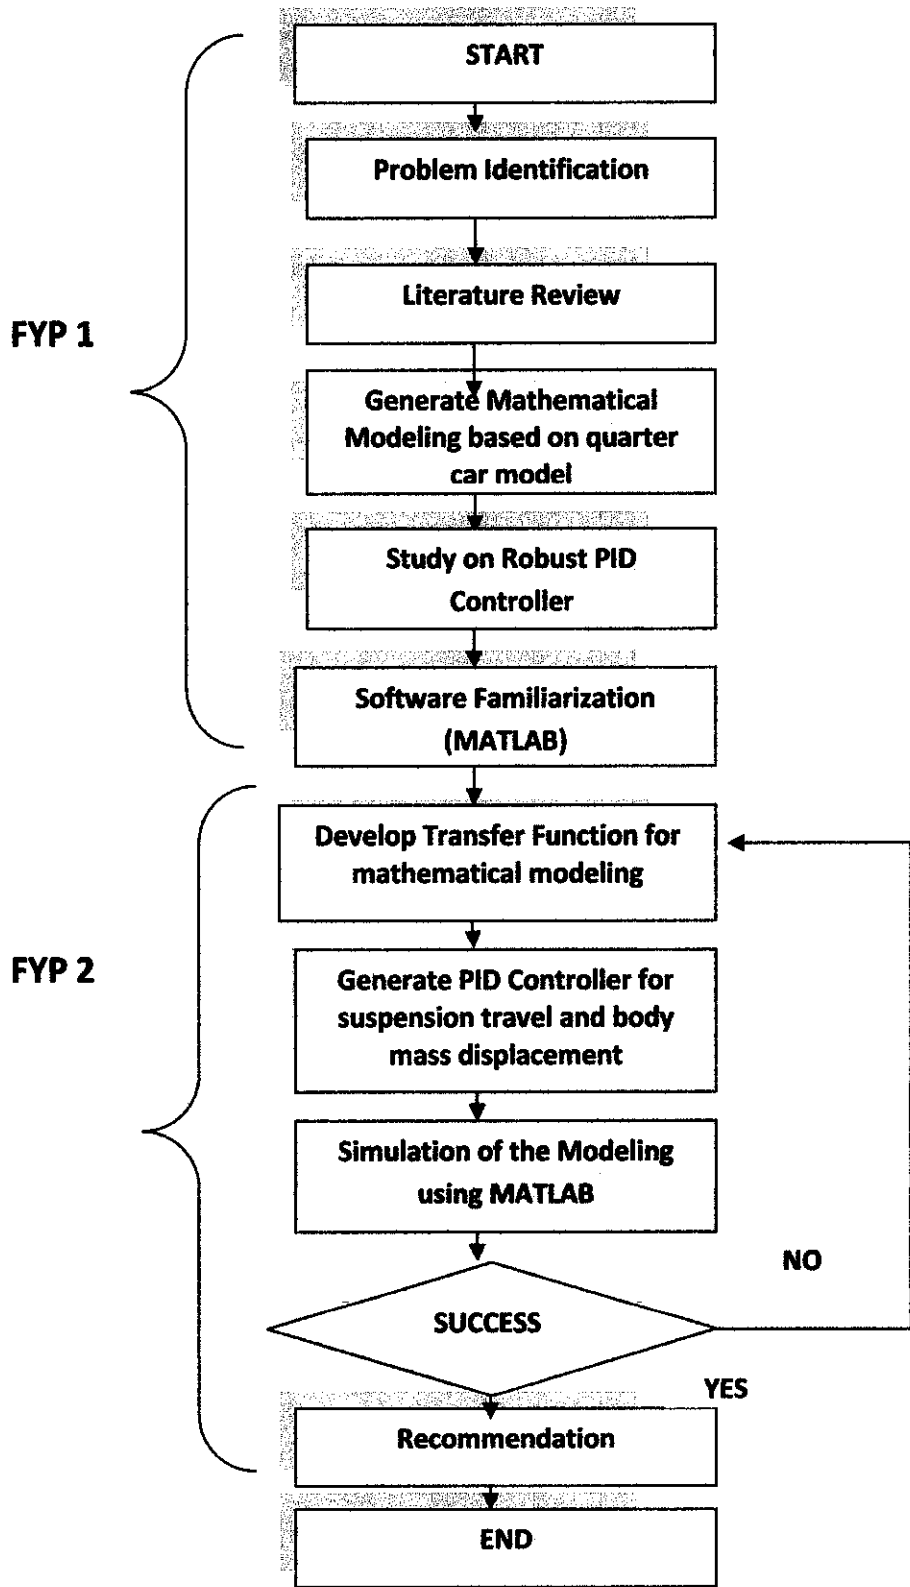 START
Problem Identification
Literature Review
FYP 1
Generate Mathematical
Modeling based on quarter
car model
Study on Robust PID
Controller
Software Familiarization
(MATLAB)
Develop Transfer Function for
mathematical modeling
FYP 2
Generate PID Controller for
suspension travel and body
mass displacement
Simulation of the Modeling
using MATLAB
NO
SUCCESS
YES
Recommendation
END